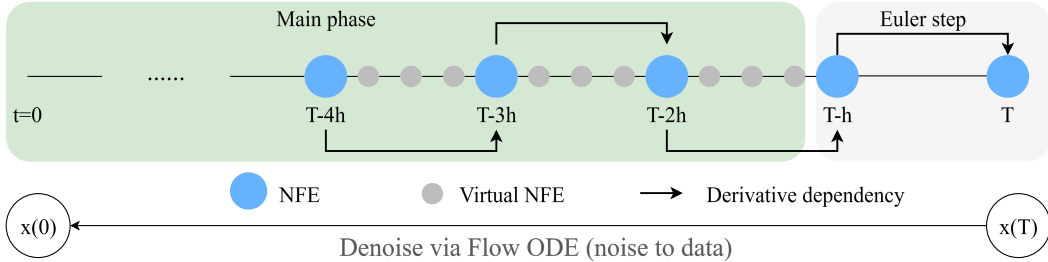 Main phase
Euler step
......
t=0
T-4h
T-3h
T-2h
T-h
T
NFE
Virtual NFE
Derivative dependency
x(0)
x(T)
Denoise via Flow ODE (noise to data)